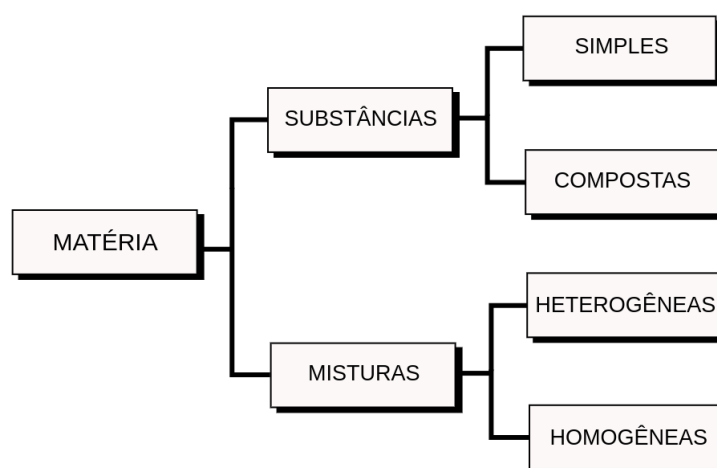 MATÉRIA
SUBSTÂNCIAS
SIMPLES
COMPOSTAS
MISTURAS
HETEROGÊNEAS
HOMOGÊNEAS